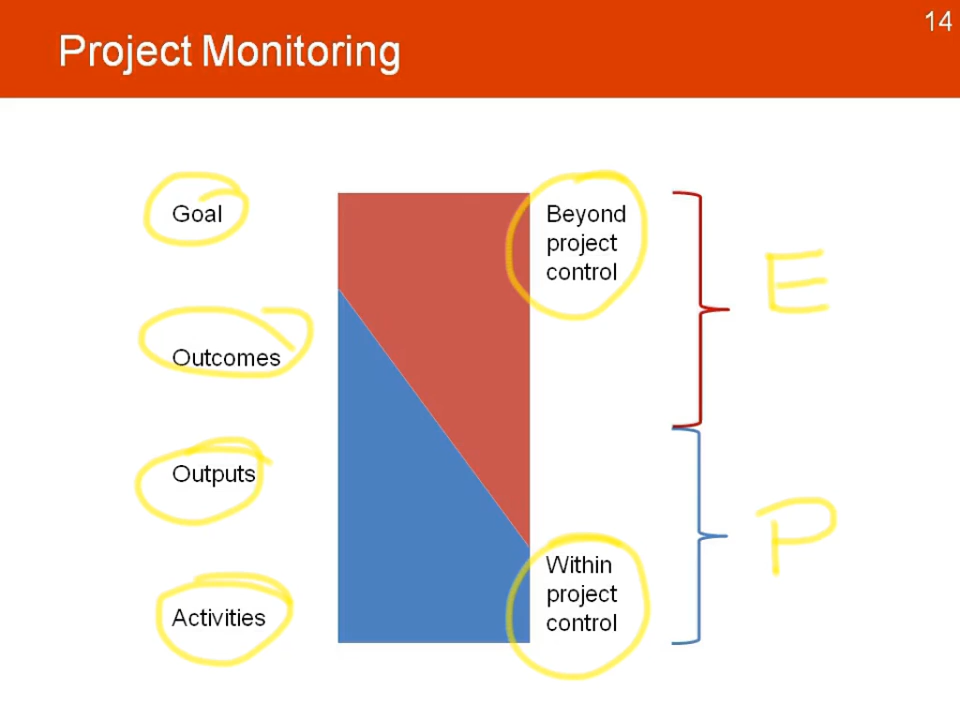 14
Project Monitoring
Goal
Beyond
project
control
E
Outcomes
Outputs
P
Activities
Within
project
control